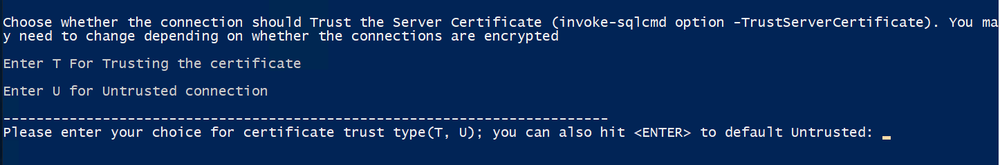 Choose whether the connection should Trust the Server Certificate (invoke-sqlcmd option -TrustServerCertificate). You ma
y need to change depending on whether the connections are encrypted
Enter T For Trusting the certificate
Enter U for Untrusted connection
-------------------------------------------------------------------------
Please enter your choice for certificate trust type(T, U); you can also hit <ENTER> to default Untrusted: